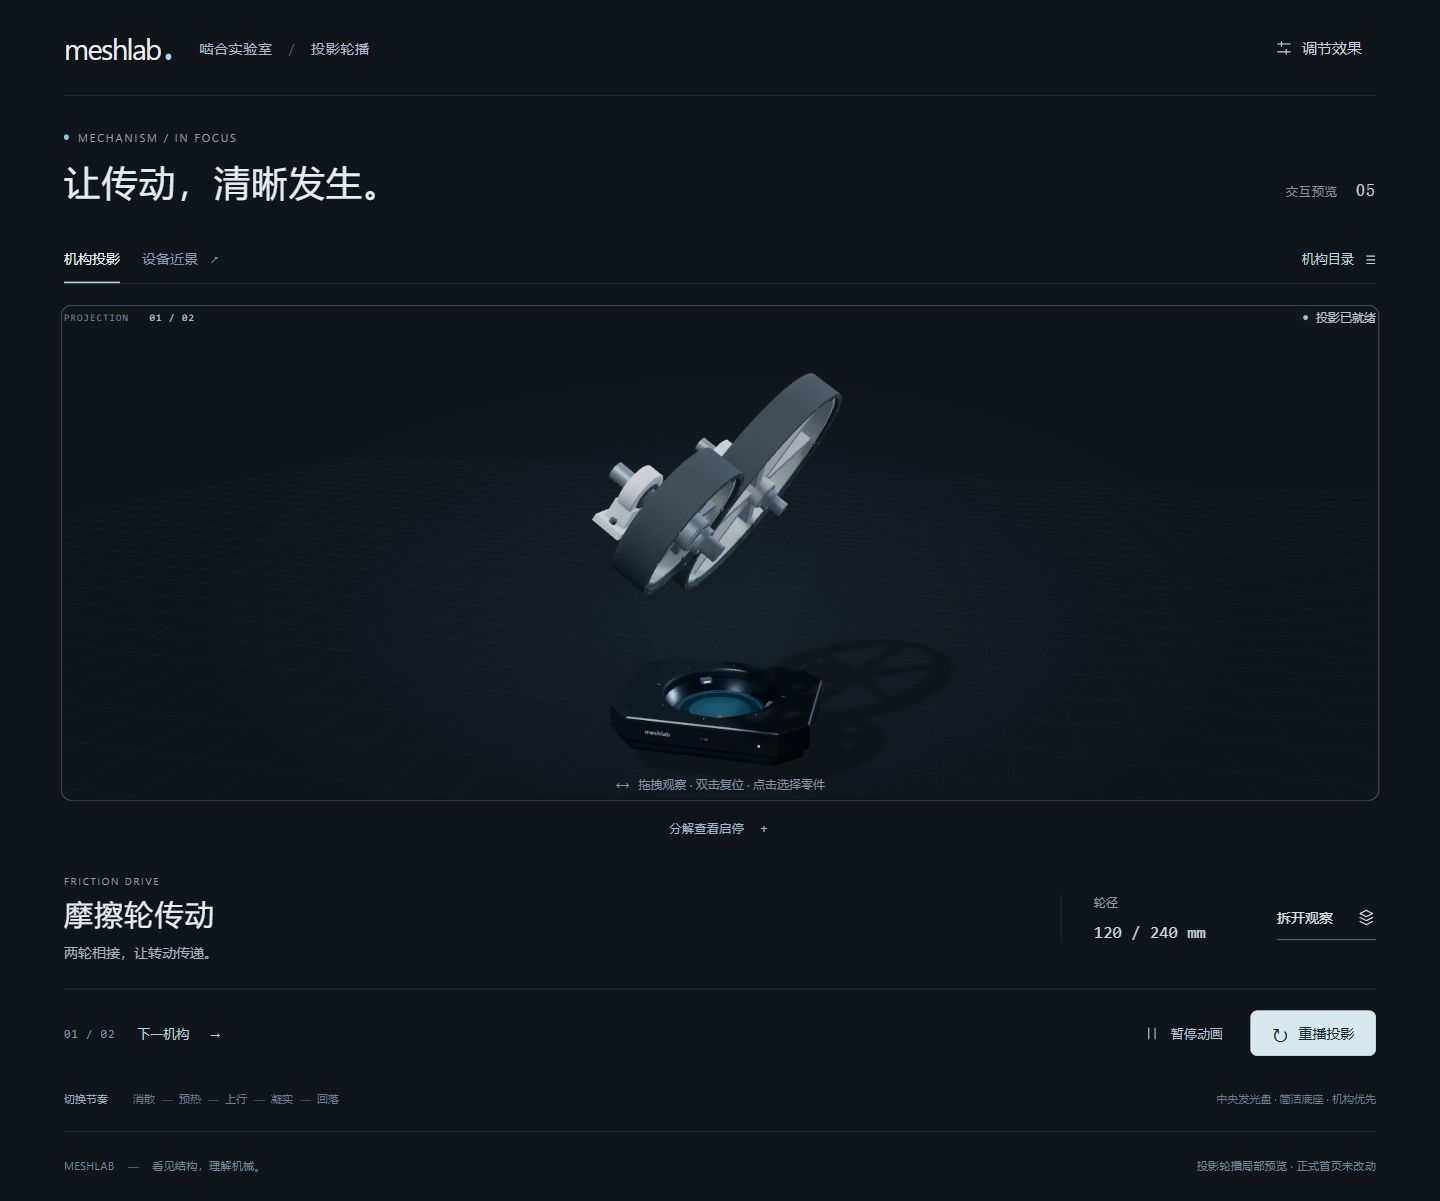 meshlab.
啮合实验室 / 投影轮播
调节效果
MECHANISM / IN FOCUS
让传动，清晰发生。
交互预览 05
机构投影
设备近景 ↗
机构目录 ☰
PROJECTION 01 / 02
投影已就绪
meshlab
↔ 拖拽观察 · 双击复位 · 点击选择零件
分解查看启停 +
FRICTION DRIVE
摩擦轮传动
两轮相接，让转动传递。
轮径
120 / 240 mm
拆开观察
01 / 02 下一机构 →
暂停动画
↻ 重播投影
切换节奏 消散 — 预热 — 上行 — 凝实 — 回落
中央发光盘 · 简洁底座 · 机构优先
MESHLAB — 看见结构，理解机械。
投影轮播局部预览 · 正式首页未改动